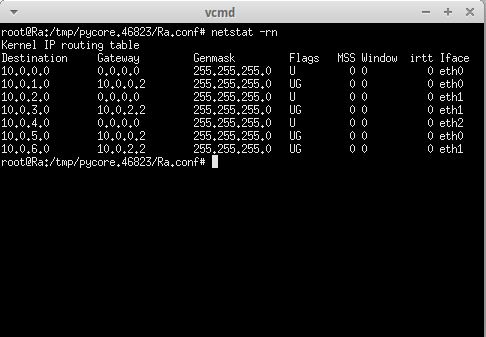 vcmd
root@Ra:/tmp/pycore.46823/Ra.conf# netstat -rn
Kernel IP routing table
Destination     Gateway         Genmask         Flags   MSS Window  irtt Iface
10.0.0.0        0.0.0.0         255.255.255.0   U         0 0          0 eth0
10.0.1.0        10.0.0.2        255.255.255.0   UG        0 0          0 eth0
10.0.2.0        0.0.0.0         255.255.255.0   U         0 0          0 eth1
10.0.3.0        10.0.2.2        255.255.255.0   UG        0 0          0 eth1
10.0.4.0        0.0.0.0         255.255.255.0   U         0 0          0 eth2
10.0.5.0        10.0.0.2        255.255.255.0   UG        0 0          0 eth0
10.0.6.0        10.0.2.2        255.255.255.0   UG        0 0          0 eth1
root@Ra:/tmp/pycore.46823/Ra.conf#